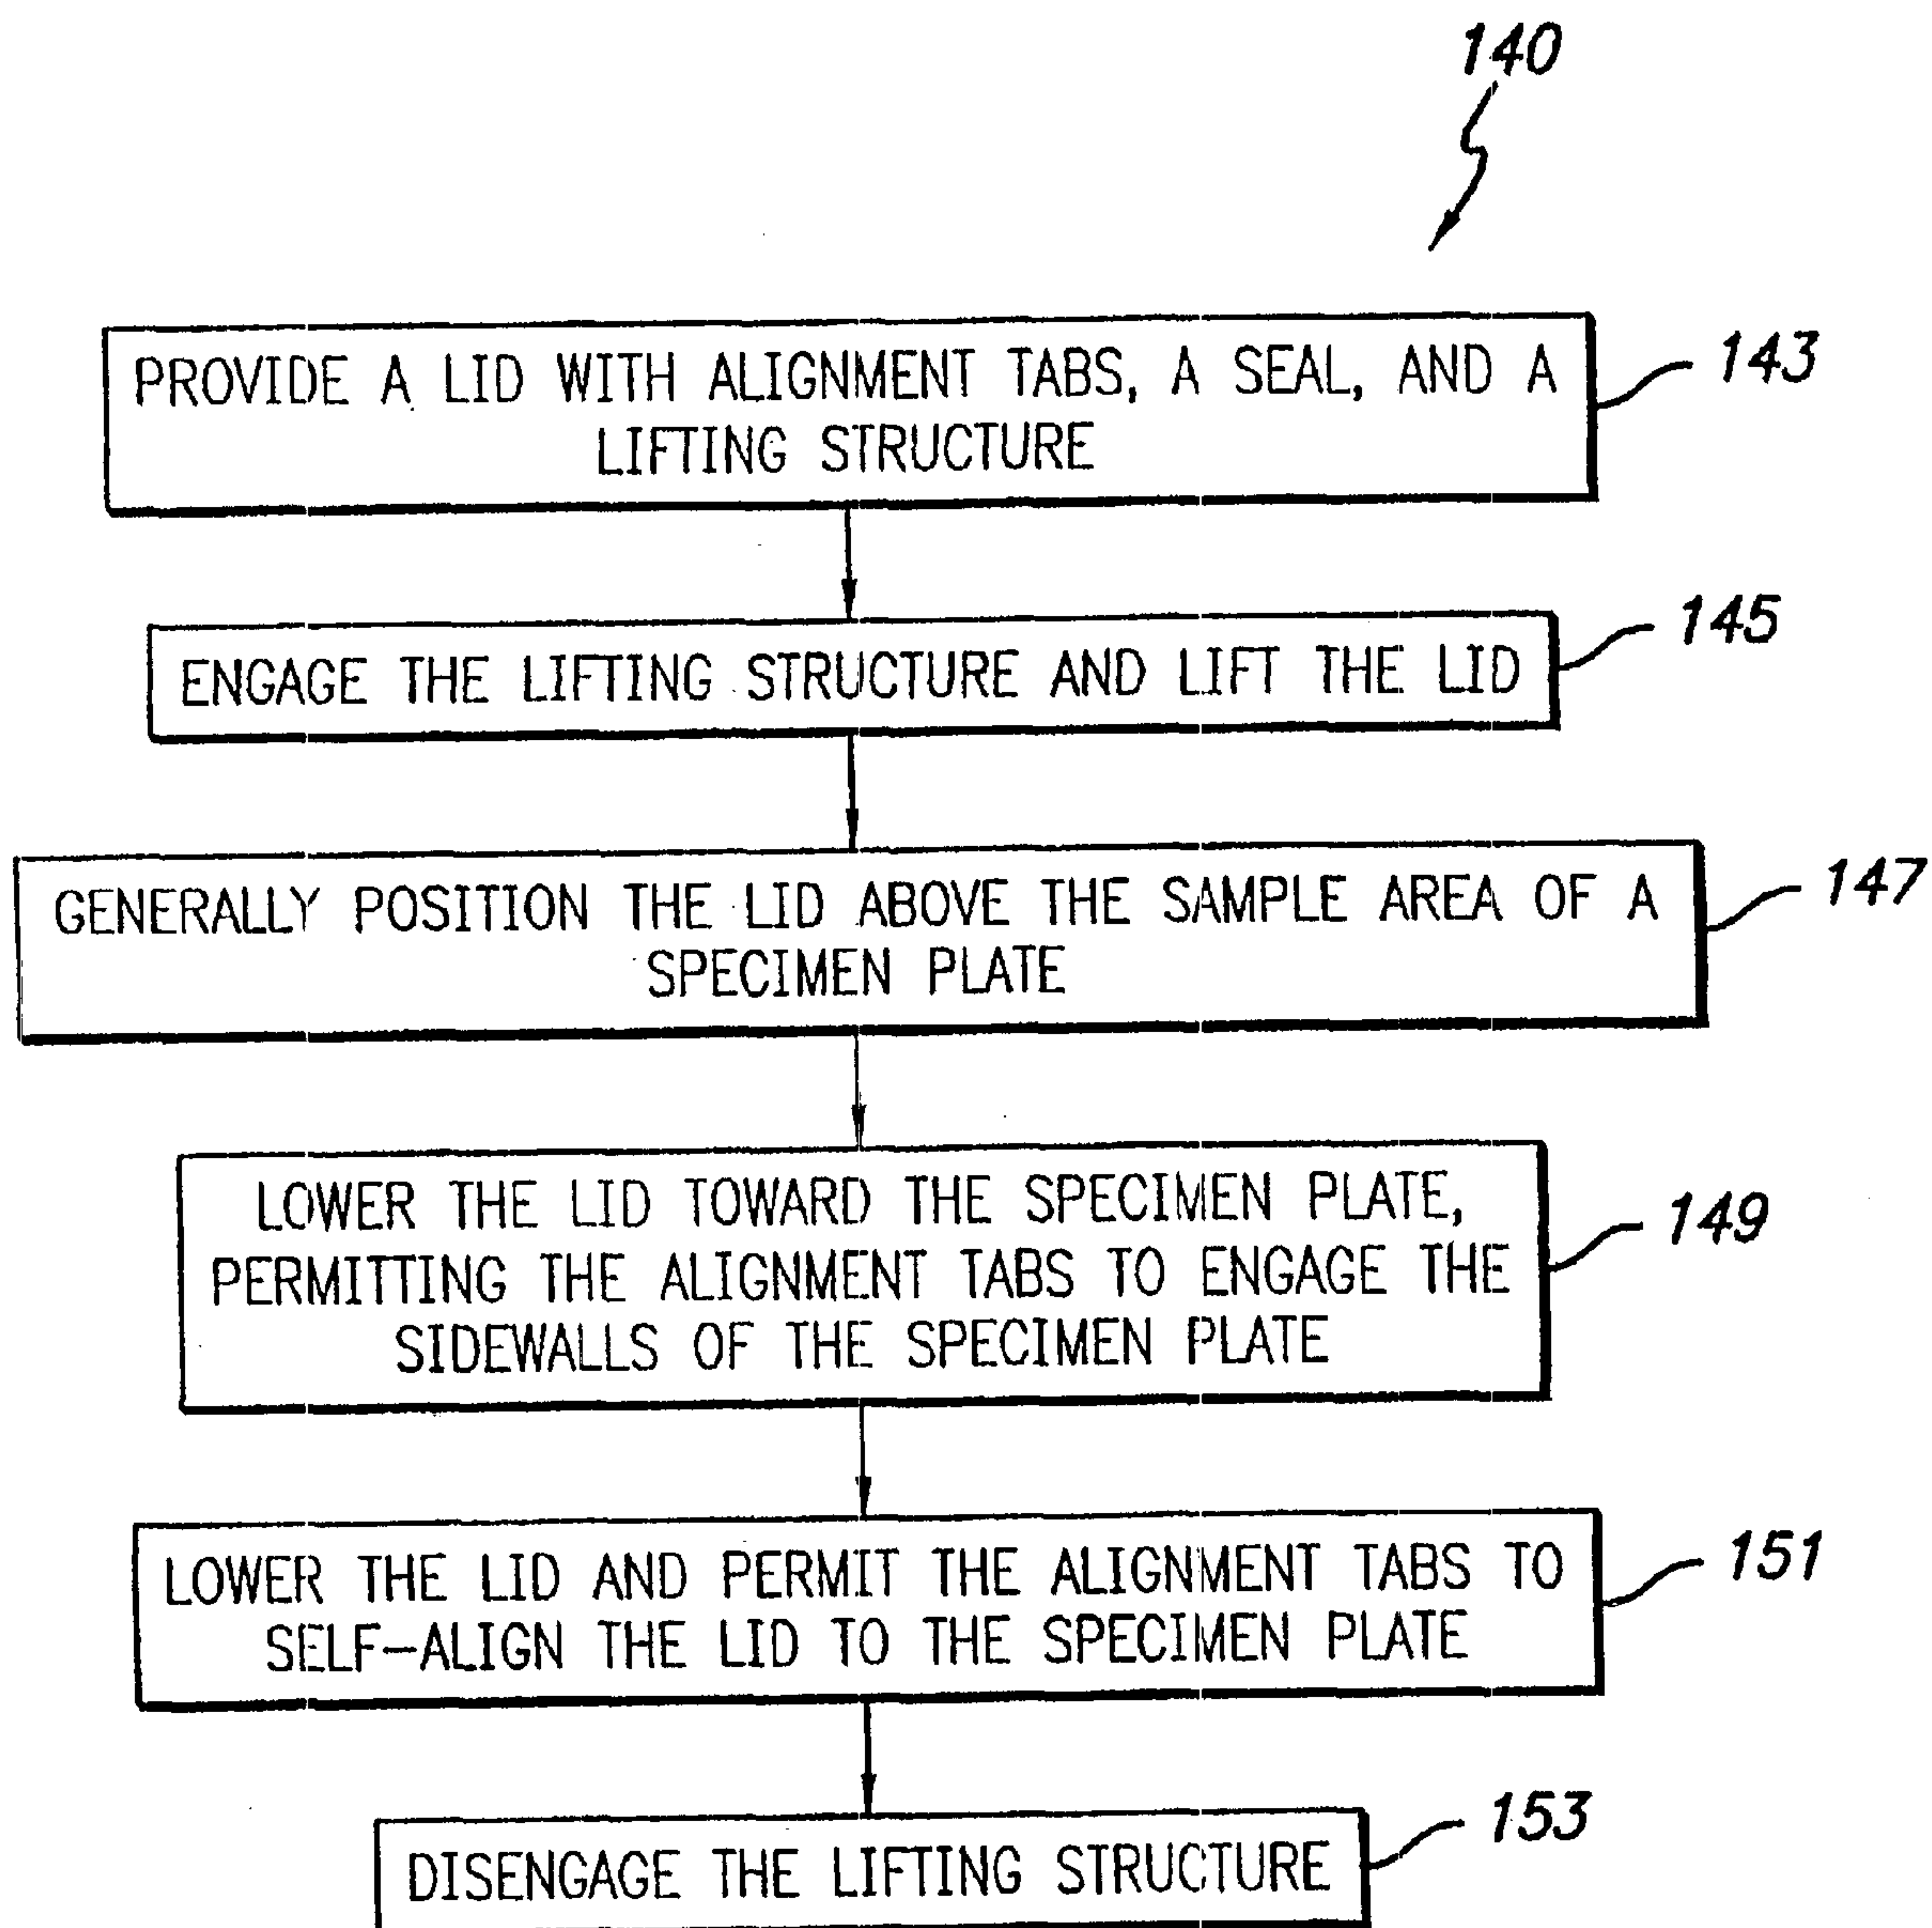 140
PROVIDE A LID WITH ALIGNMENT TABS, A SEAL, AND A
LIFTING STRUCTURE
143
ENGAGE THE LIFTING STRUCTURE AND LIFT THE LID
145
GENERALLY POSITION THE LID ABOVE THE SAMPLE AREA OF A
SPECIMEN PLATE
147
LOWER THE LID TOWARD THE SPECIMEN PLATE,
PERMITTING THE ALIGNMENT TABS TO ENGAGE THE
SIDEWALLS OF THE SPECIMEN PLATE
149
LOWER THE LID AND PERMIT THE ALIGNMENT TABS TO
SELF-ALIGN THE LID TO THE SPECIMEN PLATE
151
DISENGAGE THE LIFTING STRUCTURE
153